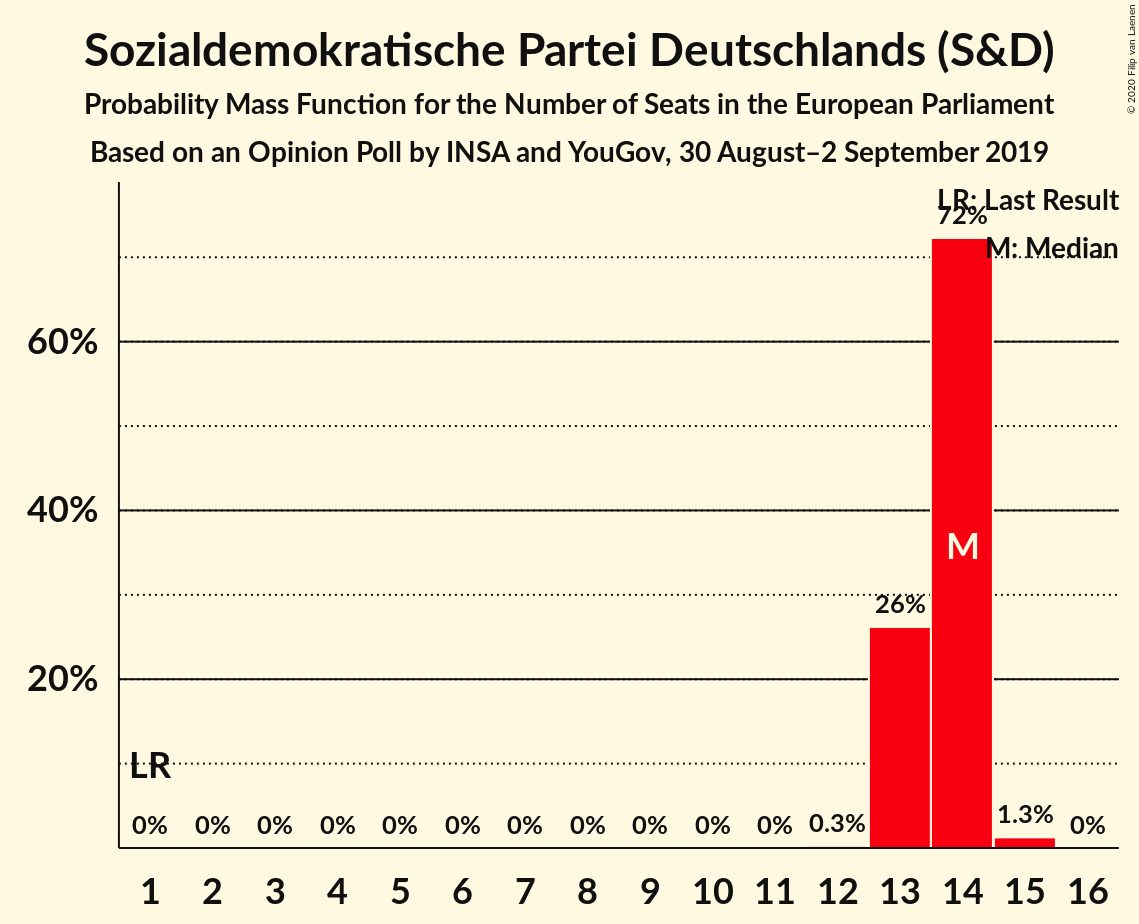 Sozialdemokratische Partei Deutschlands (S&D)
Probability Mass Function for the Number of Seats in the European Parliament
Based on an Opinion Poll by INSA and YouGov, 30 August–2 September 2019
© 2020 Filip van Laenen
LR: Last Result
M: Median
72%
60%
40%
M
26%
20%
LR
0% 0% 0% 0% 0% 0% 0% 0% 0% 0% 0% 0.3% 1.3% 0%
1 2 3 4 5 6 7 8 9 10 11 12 13 14 15 16